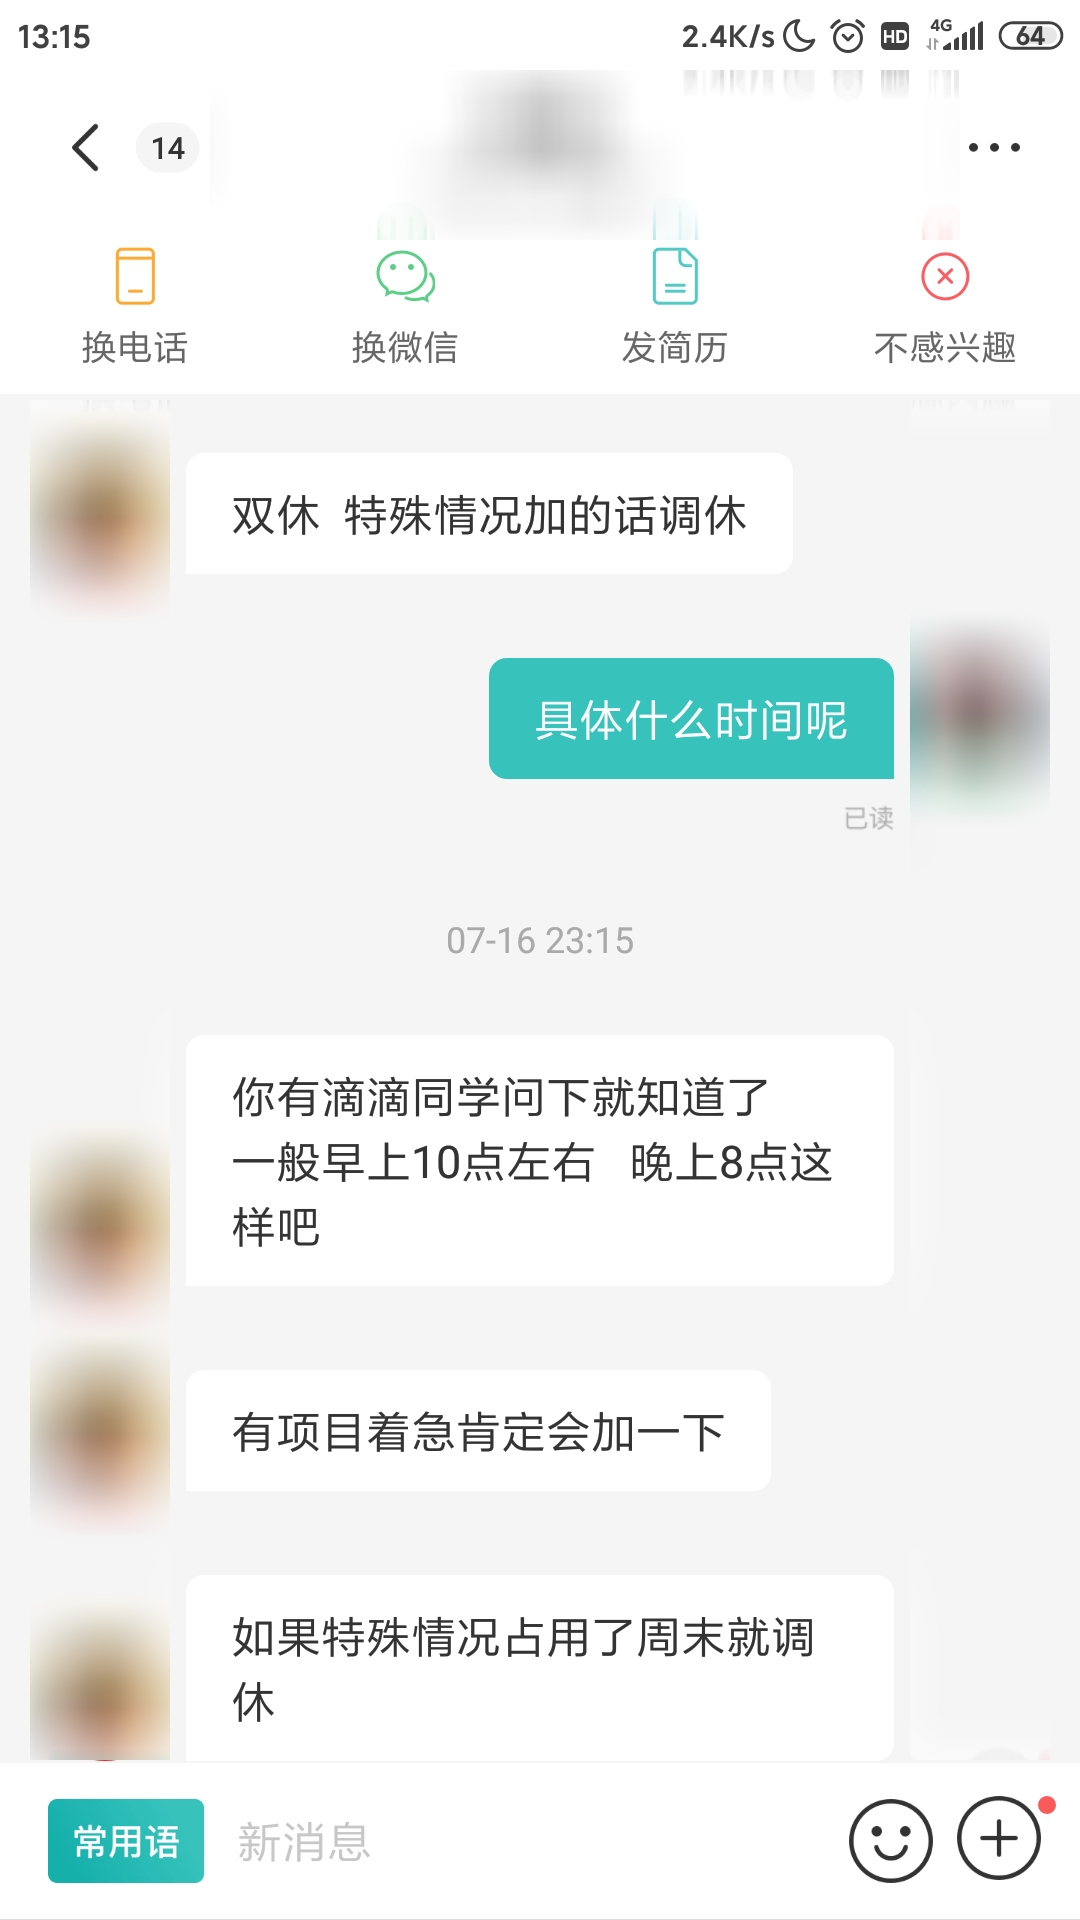 13:15
2.4K/s
HD
4G
64
14
换电话
换微信
发简历
不感兴趣
双休 特殊情况加的话调休
具体什么时间呢
已读
07-16 23:15
你有滴滴同学问下就知道了
一般早上10点左右 晚上8点这
样吧
有项目着急肯定会加一下
如果特殊情况占用了周末就调
休
常用语
新消息